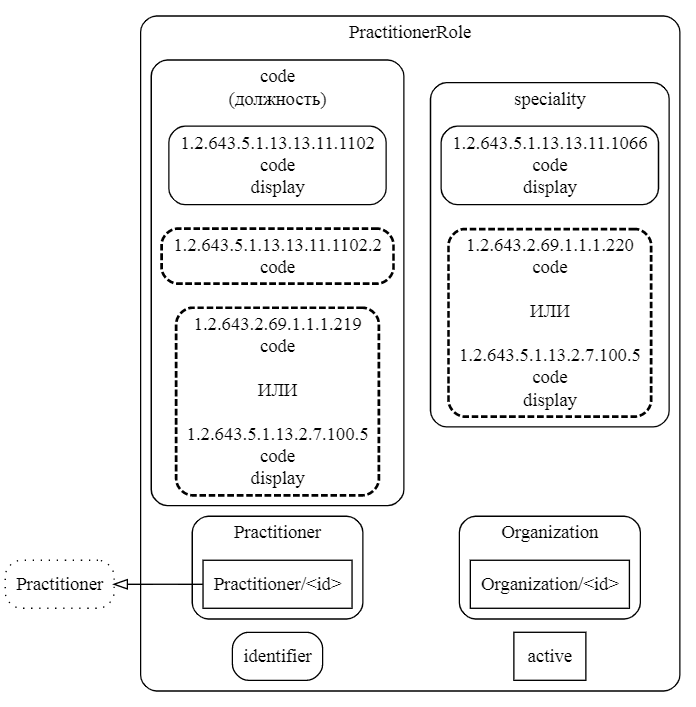 PractitionerRole
code
(должность)
1.2.643.5.1.13.13.11.1102
code
display
1.2.643.5.1.13.13.11.1102.2
code
1.2.643.2.69.1.1.1.219
code
ИЛИ
1.2.643.5.1.13.2.7.100.5
code
display
speciality
1.2.643.5.1.13.13.11.1066
code
display
1.2.643.2.69.1.1.1.220
code
ИЛИ
1.2.643.5.1.13.2.7.100.5
code
display
Practitioner
Practitioner/<id>
Practitioner
Organization
Organization/<id>
identifier
active